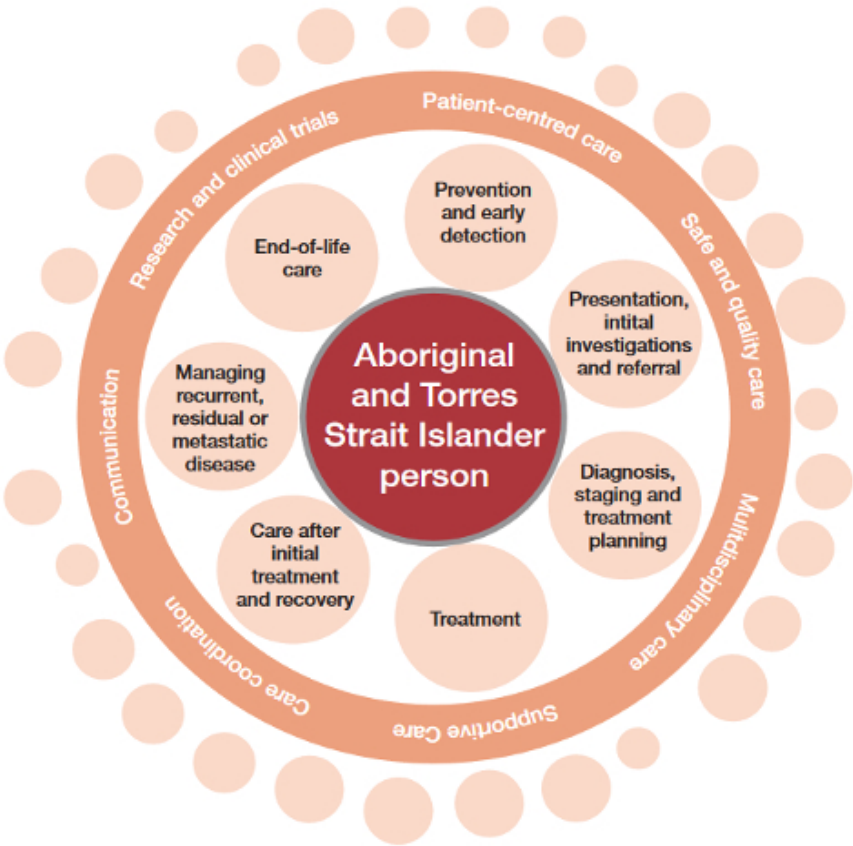 Patient-centred care
Safe and quality care
Mulitdisciplinary care
Supportive Care
Care coordination
Communication
Research and clinical trials
Prevention
and early
detection
Presentation,
intital
investigations
and referral
Diagnosis,
staging and
treatment
planning
Treatment
Care after
initial
treatment
and recovery
Managing
recurrent,
residual or
metastatic
disease
End-of-life
care
Aboriginal
and Torres
Strait Islander
person